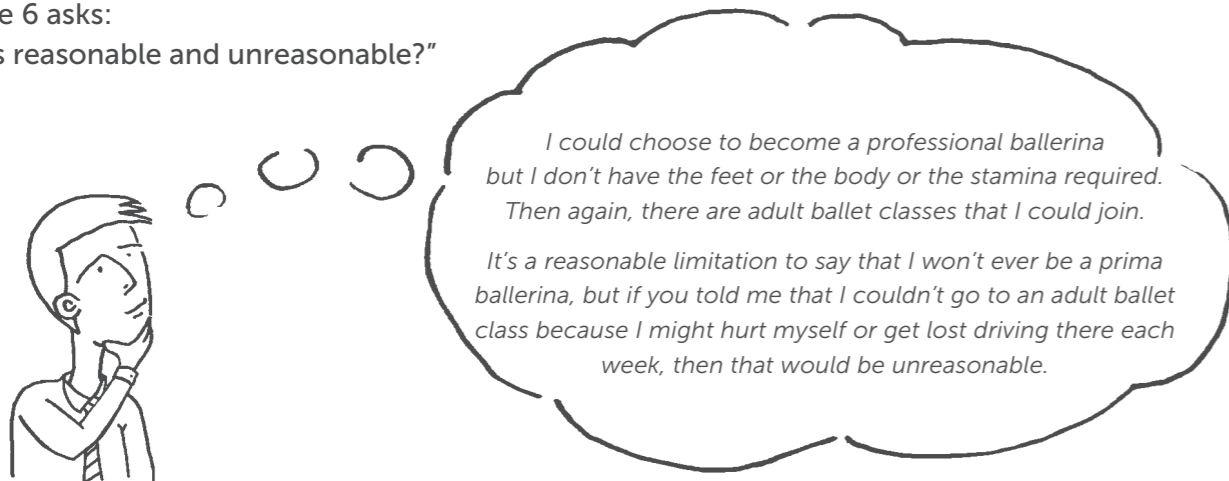 e 6 asks:
s reasonable and unreasonable?”
I could choose to become a professional ballerina
but I don’t have the feet or the body or the stamina required.
Then again, there are adult ballet classes that I could join.
It’s a reasonable limitation to say that I won’t ever be a prima
ballerina, but if you told me that I couldn’t go to an adult ballet
class because I might hurt myself or get lost driving there each
week, then that would be unreasonable.